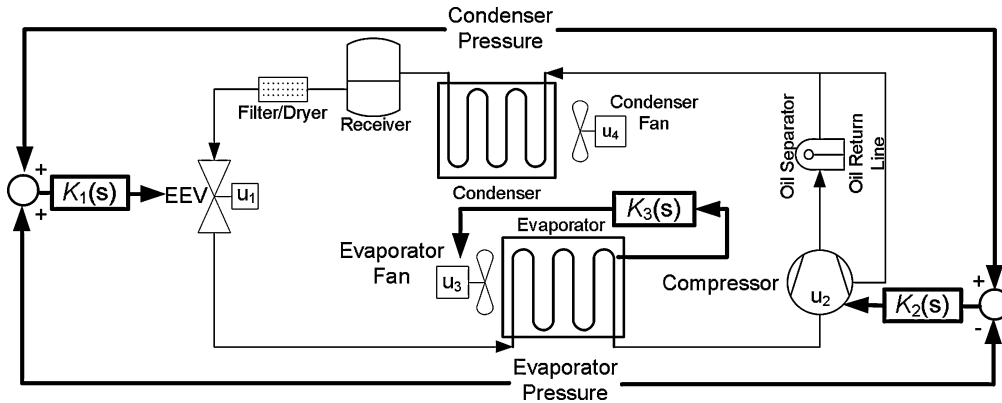 Condenser
Pressure
Filter/Dryer
Receiver
Condenser
Fan
u4
Oil Separator
Oil Return
Line
+
+
K1(s)
EEV
u1
Condenser
K3(s)
Evaporator
Evaporator
Fan
u3
Compressor
u2
K2(s)
+
-
Evaporator
Pressure